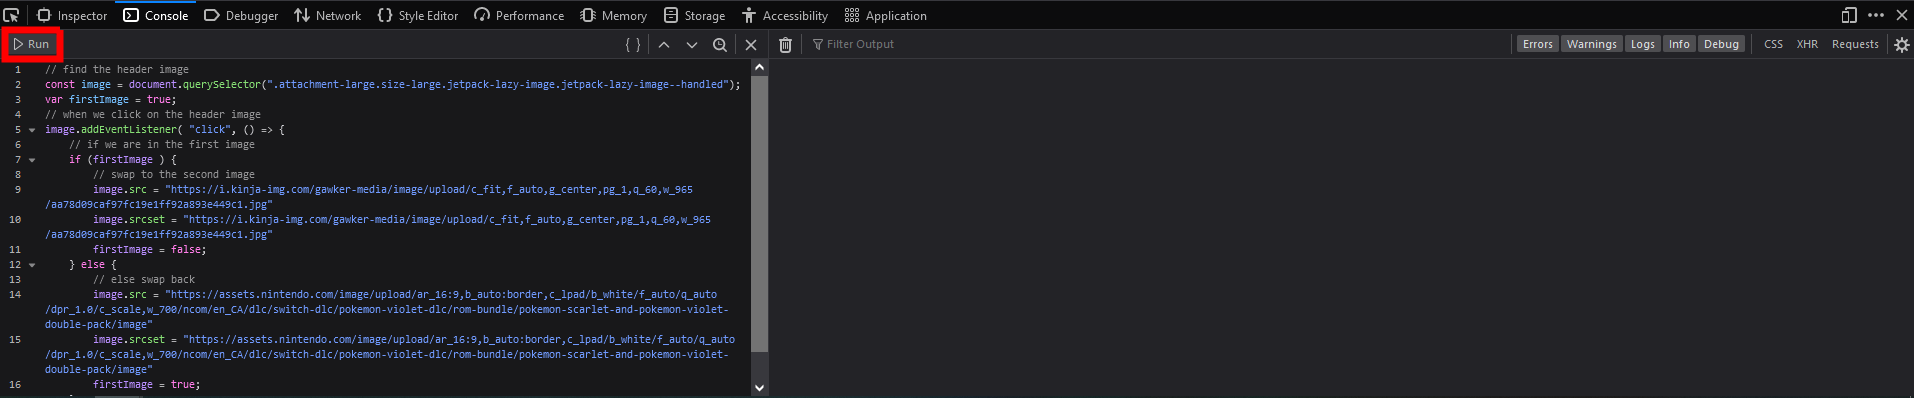 Inspector Console Debugger Network Style Editor Performance Memory Storage Accessibility Application
Run { } Filter Output Errors Warnings Logs Info Debug CSS XHR Requests
1 // find the header image
2 const image = document.querySelector(".attachment-large.size-large.jetpack-lazy-image.jetpack-lazy-image--handled");
3 var firstImage = true;
4 // when we click on the header image
5 image.addEventListener( "click", () => {
6 // if we are in the first image
7 if (firstImage ) {
8 // swap to the second image
9 image.src = "https://i.kinja-img.com/gawker-media/image/upload/c_fit,f_auto,g_center,pg_1,q_60,w_965
/aa78d09caf97fc19e1ff92a893e449c1.jpg"
10 image.srcset = "https://i.kinja-img.com/gawker-media/image/upload/c_fit,f_auto,g_center,pg_1,q_60,w_965
/aa78d09caf97fc19e1ff92a893e449c1.jpg"
11 firstImage = false;
12 } else {
13 // else swap back
14 image.src = "https://assets.nintendo.com/image/upload/ar_16:9,b_auto:border,c_lpad/b_white/f_auto/q_auto
/dpr_1.0/c_scale,w_700/ncom/en_CA/dlc/switch-dlc/pokemon-violet-dlc/rom-bundle/pokemon-scarlet-and-pokemon-violet-
double-pack/image"
15 image.srcset = "https://assets.nintendo.com/image/upload/ar_16:9,b_auto:border,c_lpad/b_white/f_auto/q_auto
/dpr_1.0/c_scale,w_700/ncom/en_CA/dlc/switch-dlc/pokemon-violet-dlc/rom-bundle/pokemon-scarlet-and-pokemon-violet-
double-pack/image"
16 firstImage = true;